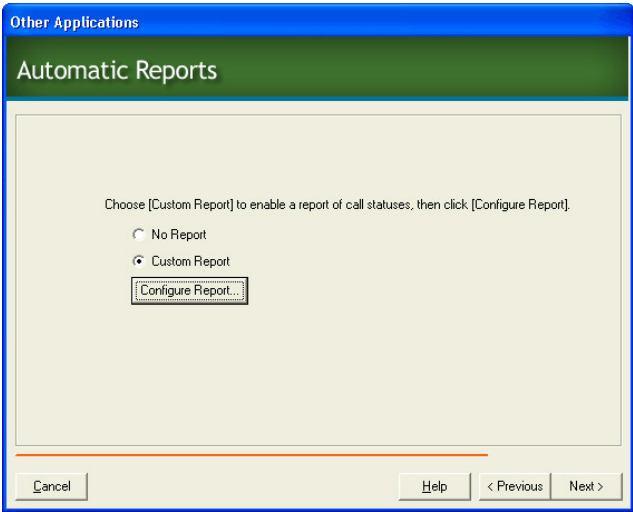 Other Applications
Automatic Reports
Choose [Custom Report] to enable a report of call statuses, then click [Configure Report].
No Report
Custom Report
Configure Report...
Cancel
Help
< Previous
Next >